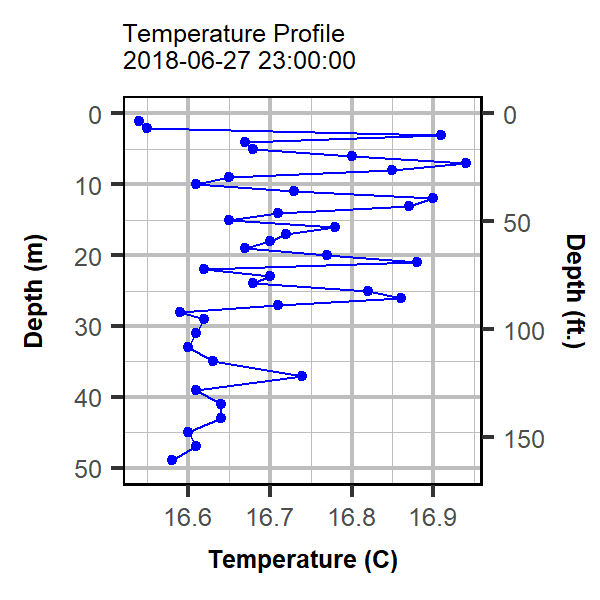 Temperature Profile
2018-06-27 23:00:00
0
10
20
30
40
50
Depth (m)
0
50
100
150
Depth (ft.)
16.6 16.7 16.8 16.9
Temperature (C)